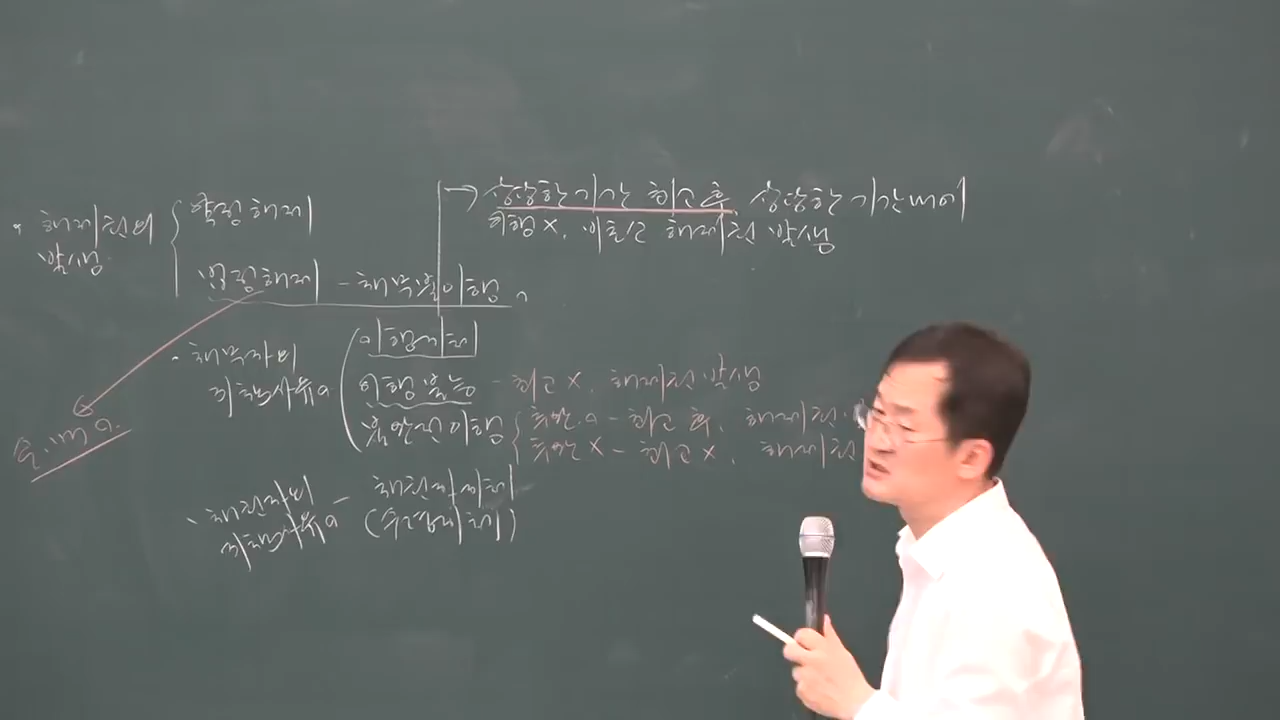 · 해제권의 발생
약정해제
법정해제 - 채무불이행
→ 상당한 기간 최고 후 상당한 기간 내에
이행 X. 비로소 해제권 발생
· 채무자의 귀책사유 O
이행지체
이행불능 - 최고 X. 해제권 발생
불완전이행
추완 O - 최고 후, 해제권
추완 X - 최고 X, 해제권
· 채권자의 귀책사유 O - 채권자지체
(수령지체)